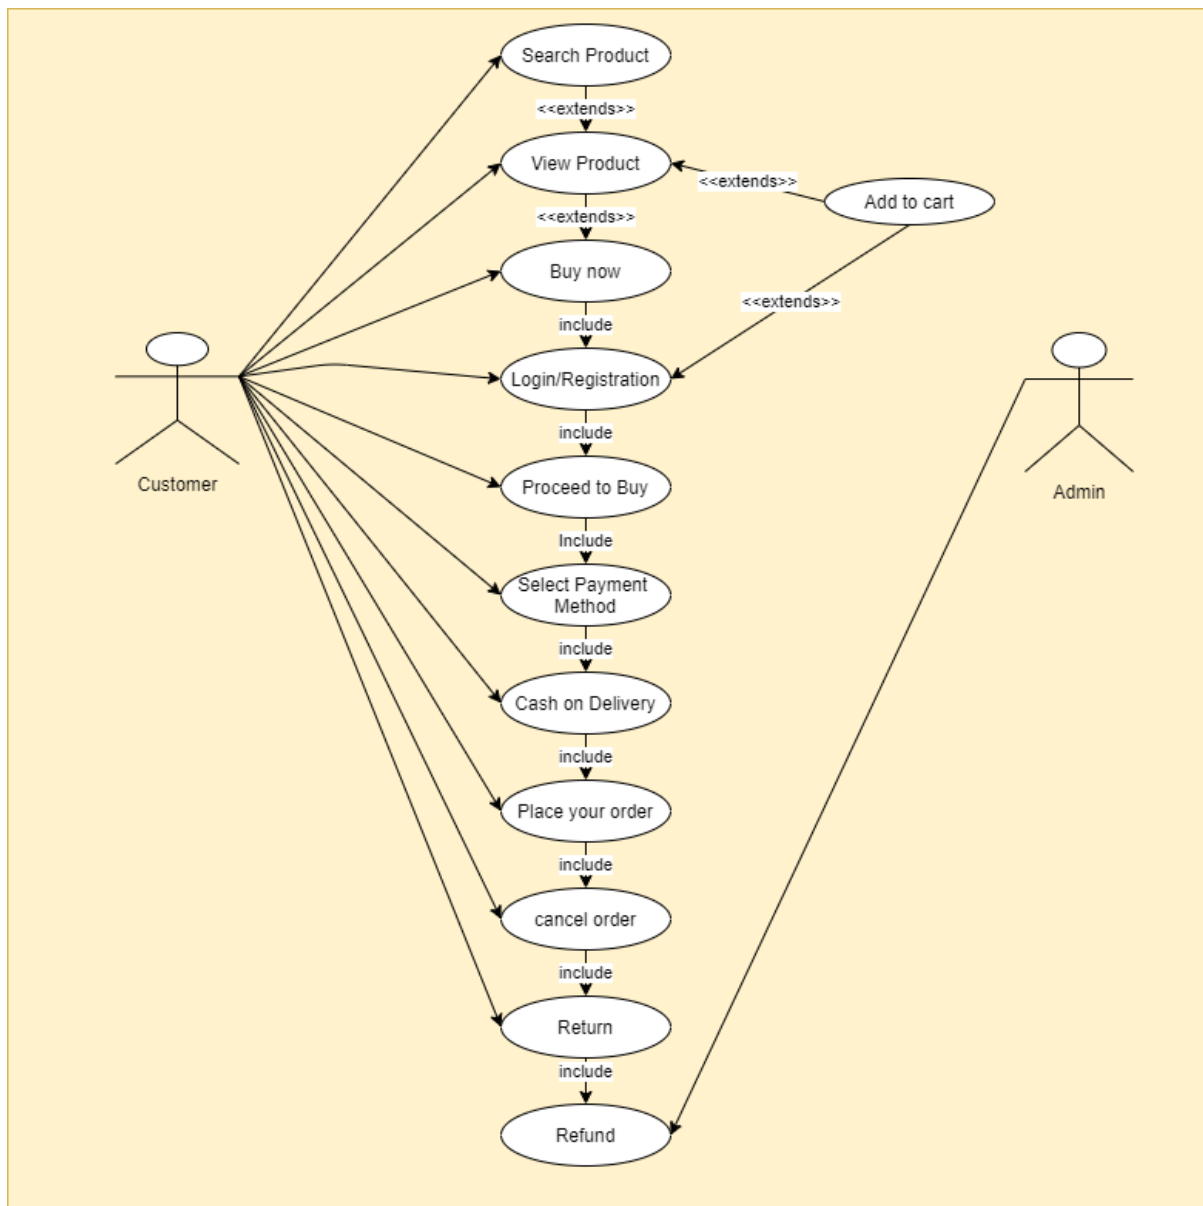 Search Product
<<extends>>
View Product
<<extends>>
Add to cart
<<extends>>
Buy now
<<extends>>
include
Login/Registration
include
Customer
Admin
Proceed to Buy
Include
Select Payment
Method
include
Cash on Delivery
include
Place your order
include
cancel order
include
Return
include
Refund